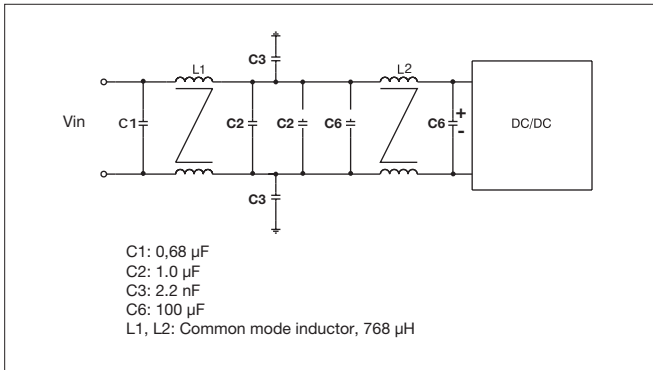 C3
L1
L2
Vin
C1
C2
C2
C6
C6
+
-
DC/DC
C3
C1: 0,68 µF
C2: 1.0 µF
C3: 2.2 nF
C6: 100 µF
L1, L2: Common mode inductor, 768 µH